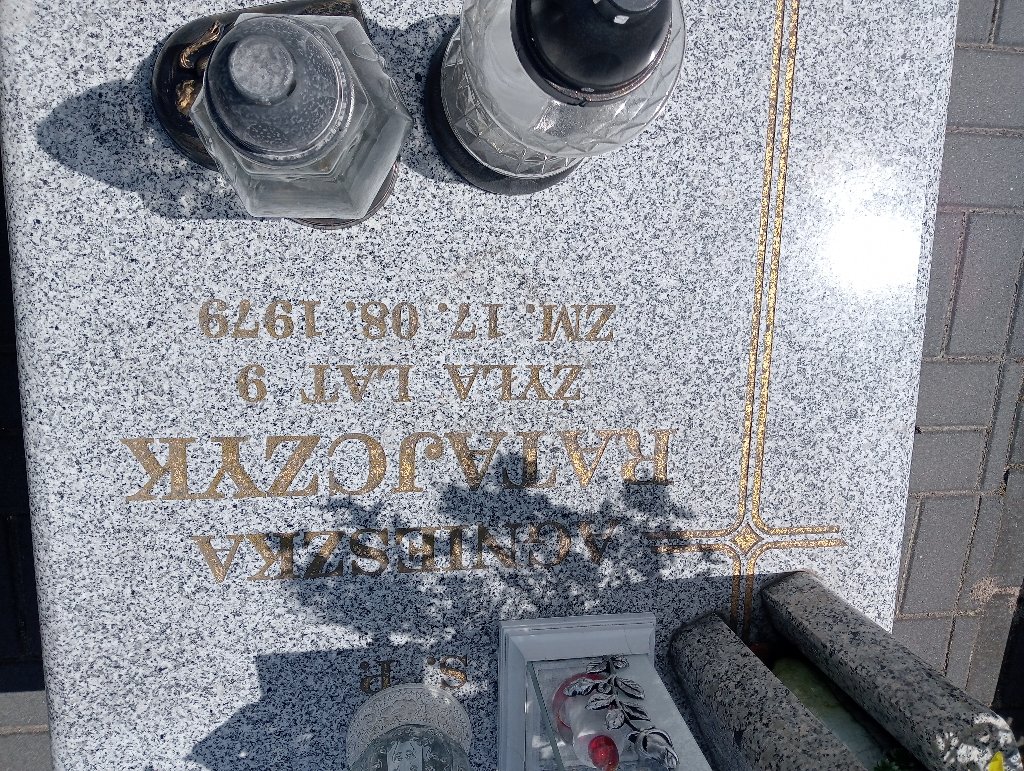 Ś. P.
AGNIESZKA
RATAJCZYK
ŻYŁA LAT 9
ZM. 17. 08. 1979